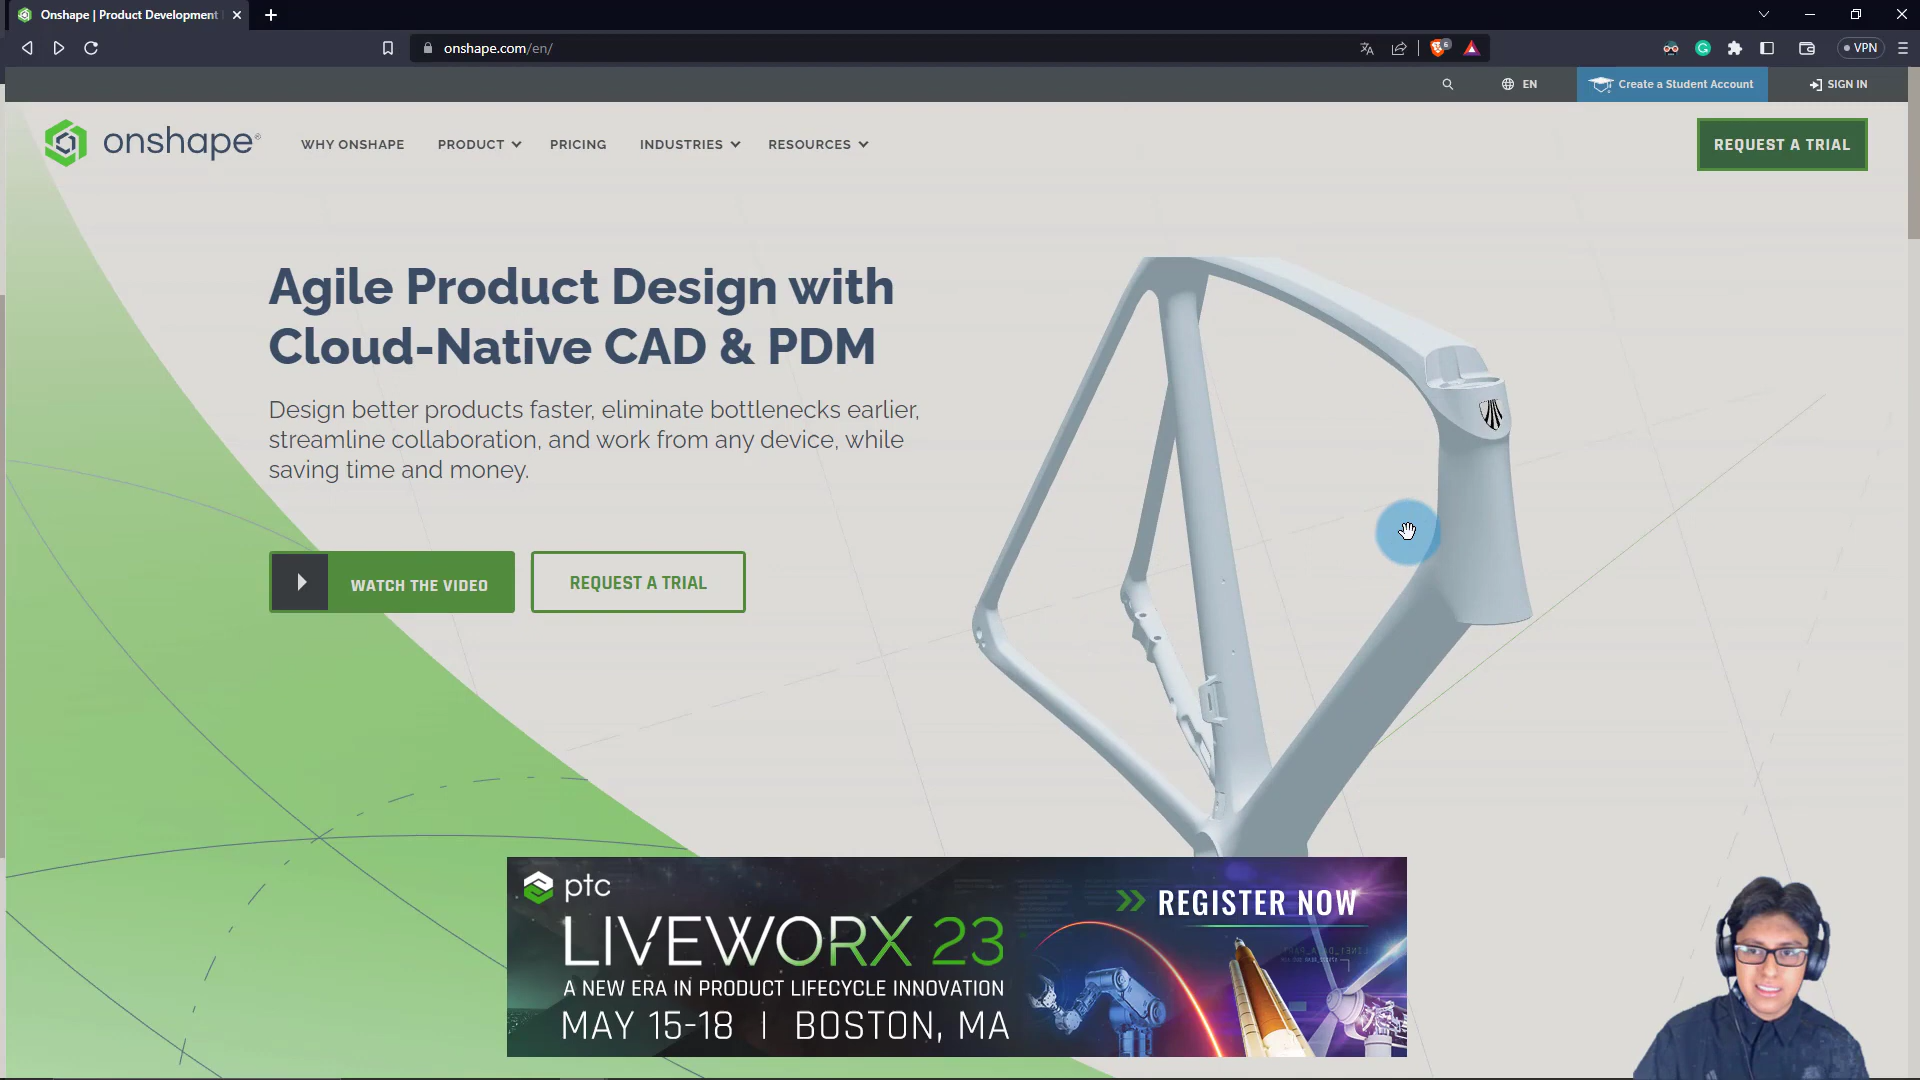 Onshape | Product Development
onshape.com/en/
6
VPN
EN
Create a Student Account
SIGN IN
onshape
WHY ONSHAPE
PRODUCT
PRICING
INDUSTRIES
RESOURCES
REQUEST A TRIAL
Agile Product Design with
Cloud-Native CAD & PDM
Design better products faster, eliminate bottlenecks earlier,
streamline collaboration, and work from any device, while
saving time and money.
WATCH THE VIDEO
REQUEST A TRIAL
ptc
LIVEWORX 23
A NEW ERA IN PRODUCT LIFECYCLE INNOVATION
MAY 15-18 | BOSTON, MA
REGISTER NOW